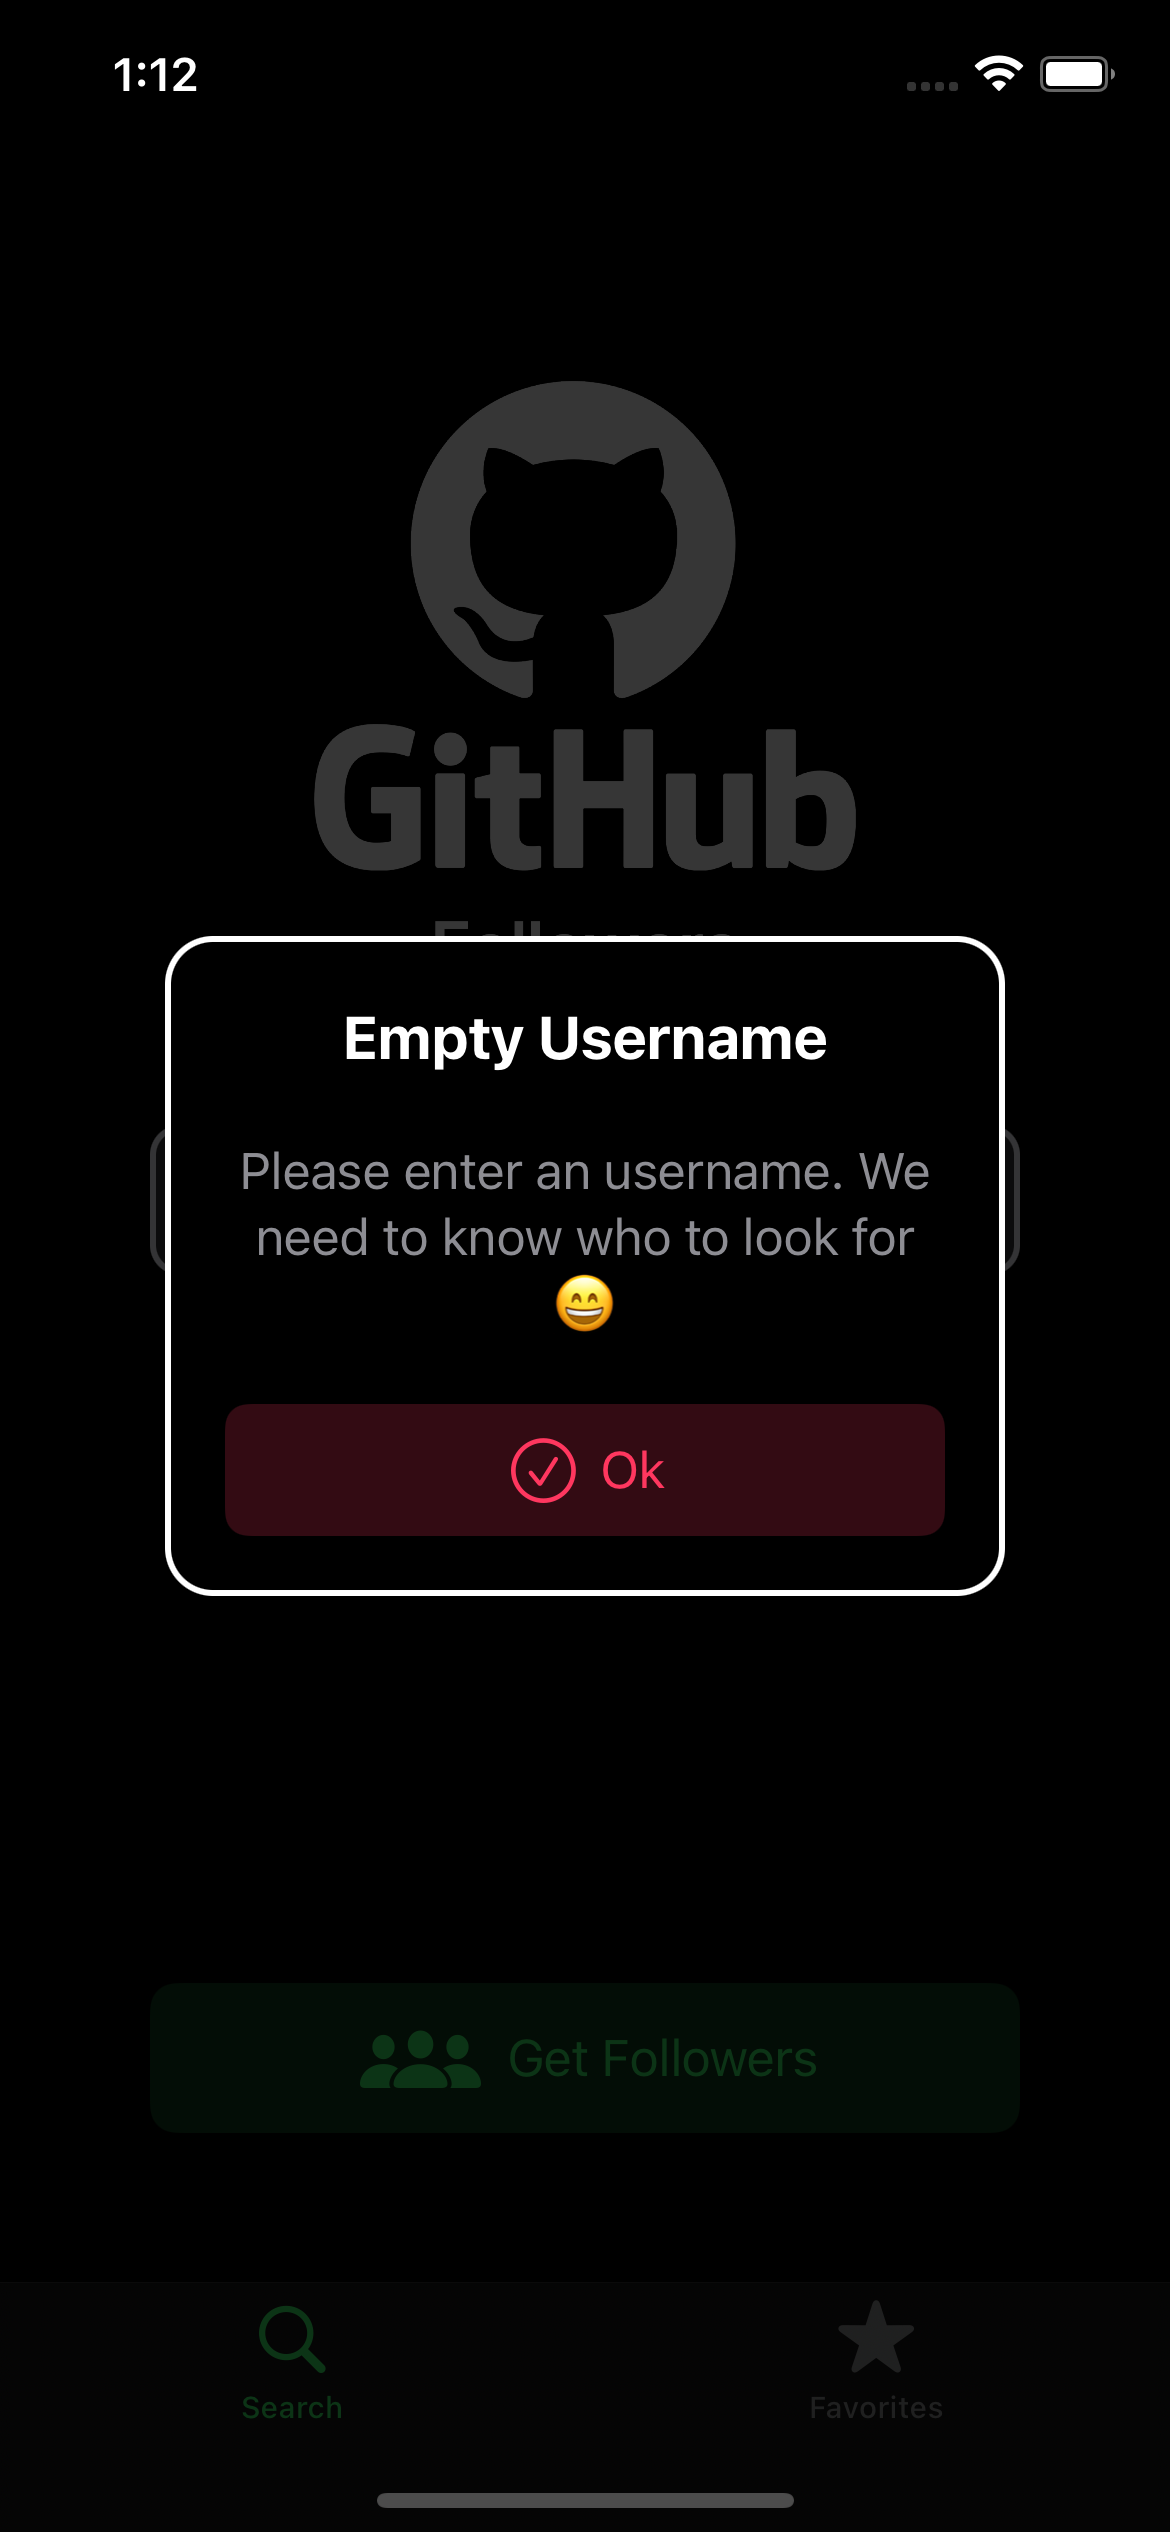 1:12
GitHub
Followers
Empty Username
Please enter an username. We
need to know who to look for
😄
Ok
Get Followers
Search
Favorites